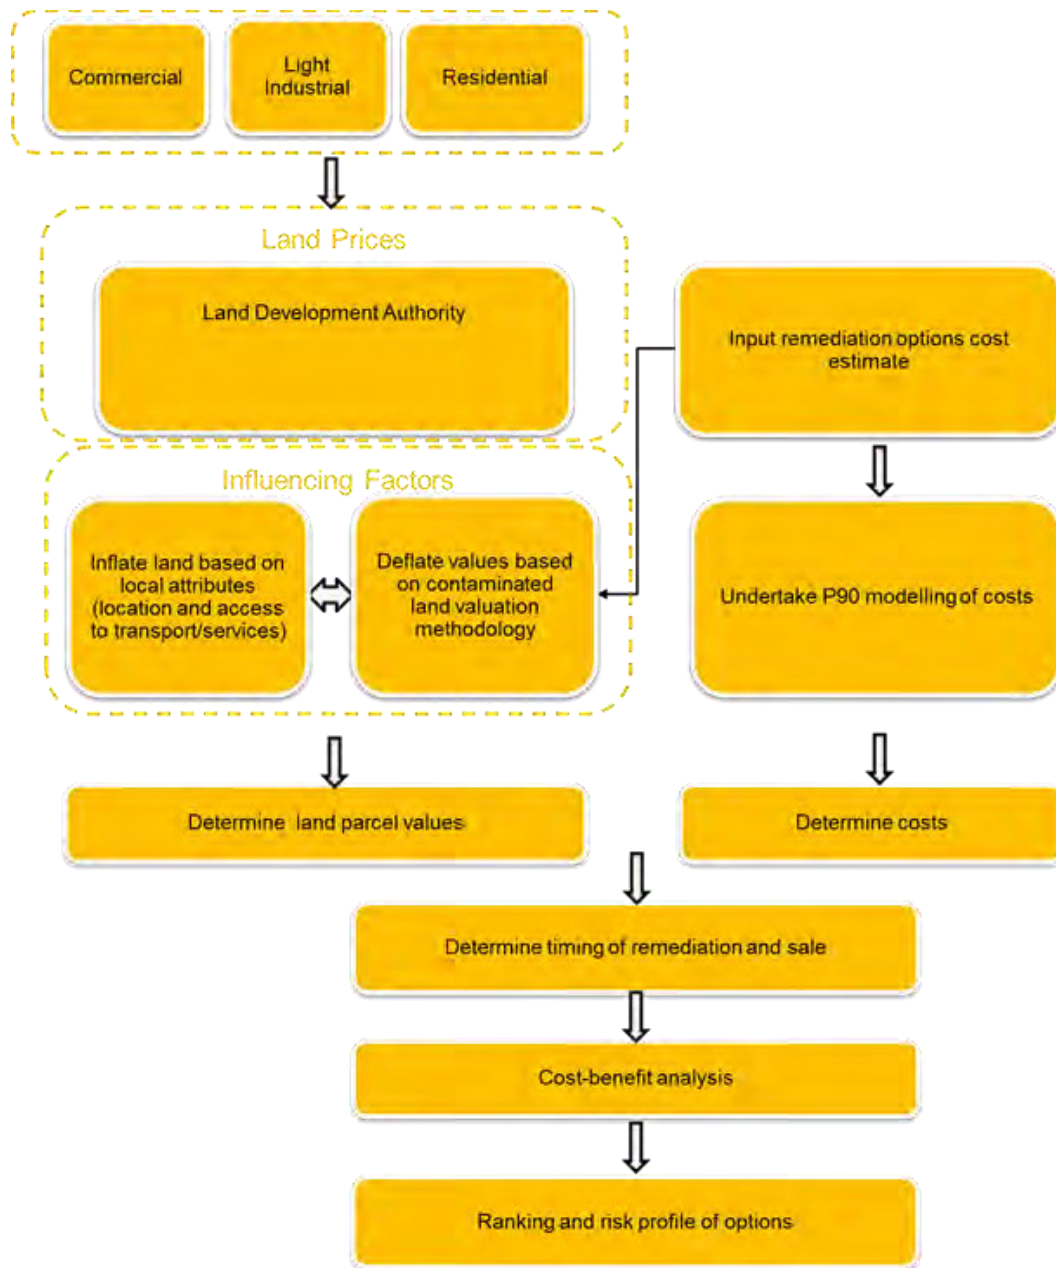 Commercial
Light
Industrial
Residential
Land Prices
Land Development Authority
Input remediation options cost
estimate
Influencing Factors
Inflate land based on
local attributes
(location and access
to transport/services)
Deflate values based
on contaminated
land valuation
methodology
Undertake P90 modelling of costs
Determine land parcel values
Determine costs
Determine timing of remediation and sale
Cost-benefit analysis
Ranking and risk profile of options